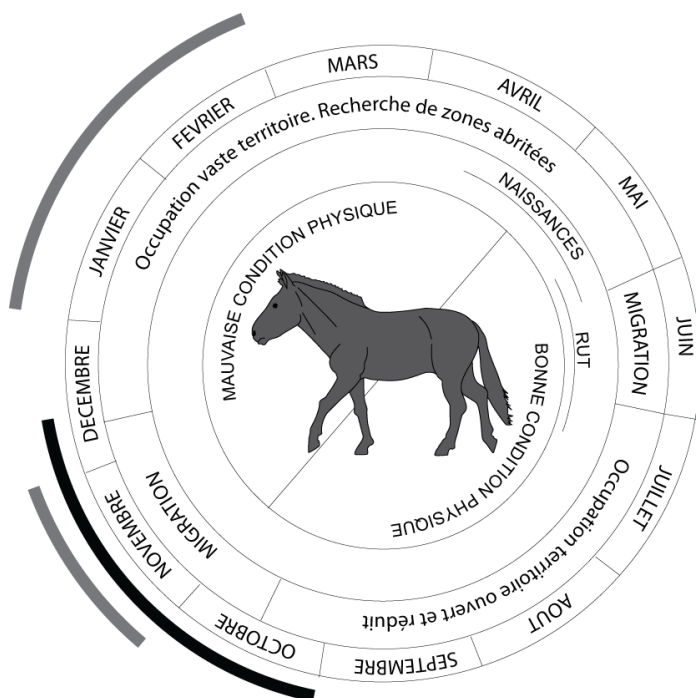 JANVIER
FEVRIER
MARS
AVRIL
MAI
JUIN
JUILLET
AOUT
SEPTEMBRE
OCTOBRE
NOVEMBRE
DECEMBRE
Occupation vaste territoire. Recherche de zones abritées
MIGRATION
Occupation territoire ouvert et réduit
MIGRATION
NAISSANCES
RUT
MAUVAISE CONDITION PHYSIQUE
BONNE CONDITION PHYSIQUE